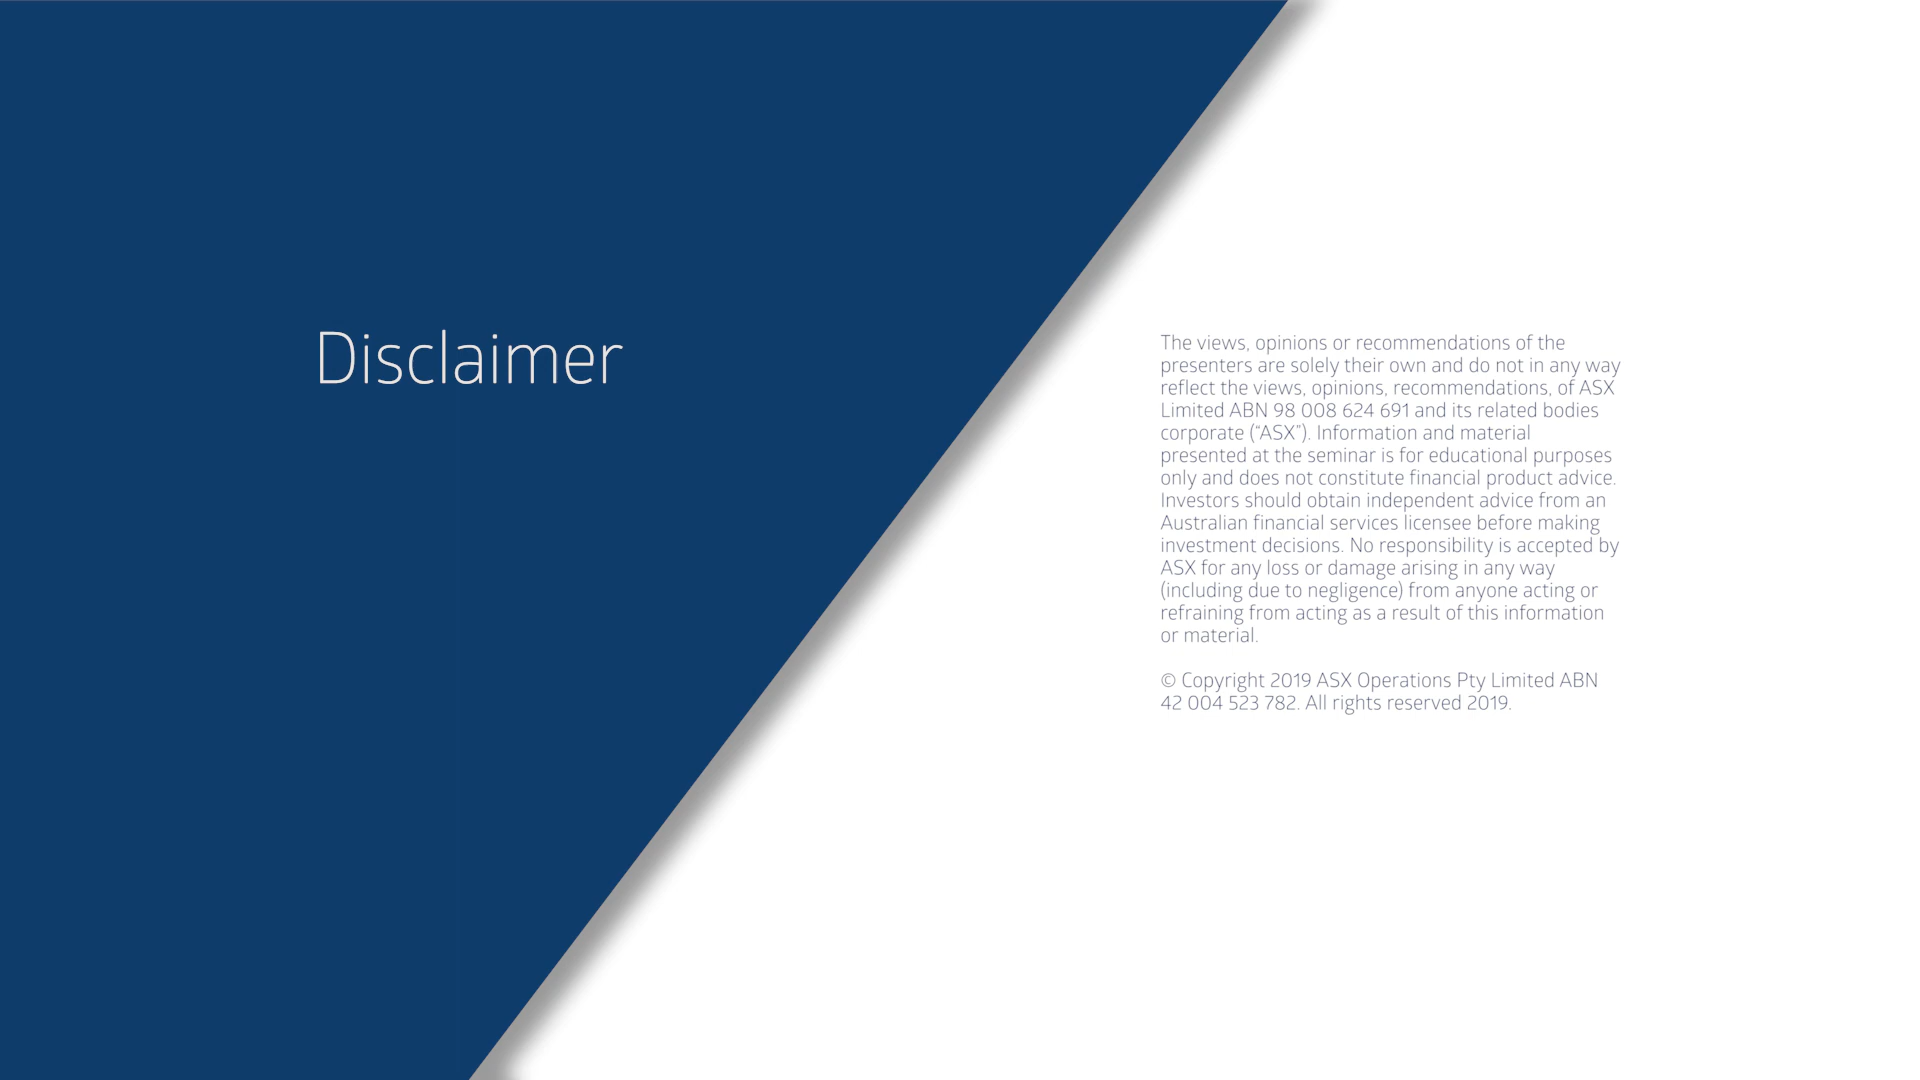 Disclaimer
The views, opinions or recommendations of the
presenters are solely their own and do not in any way
reflect the views, opinions, recommendations, of ASX
Limited ABN 98 008 624 691 and its related bodies
corporate (“ASX”). Information and material
presented at the seminar is for educational purposes
only and does not constitute financial product advice.
Investors should obtain independent advice from an
Australian financial services licensee before making
investment decisions. No responsibility is accepted by
ASX for any loss or damage arising in any way
(including due to negligence) from anyone acting or
refraining from acting as a result of this information
or material.
© Copyright 2019 ASX Operations Pty Limited ABN
42 004 523 782. All rights reserved 2019.